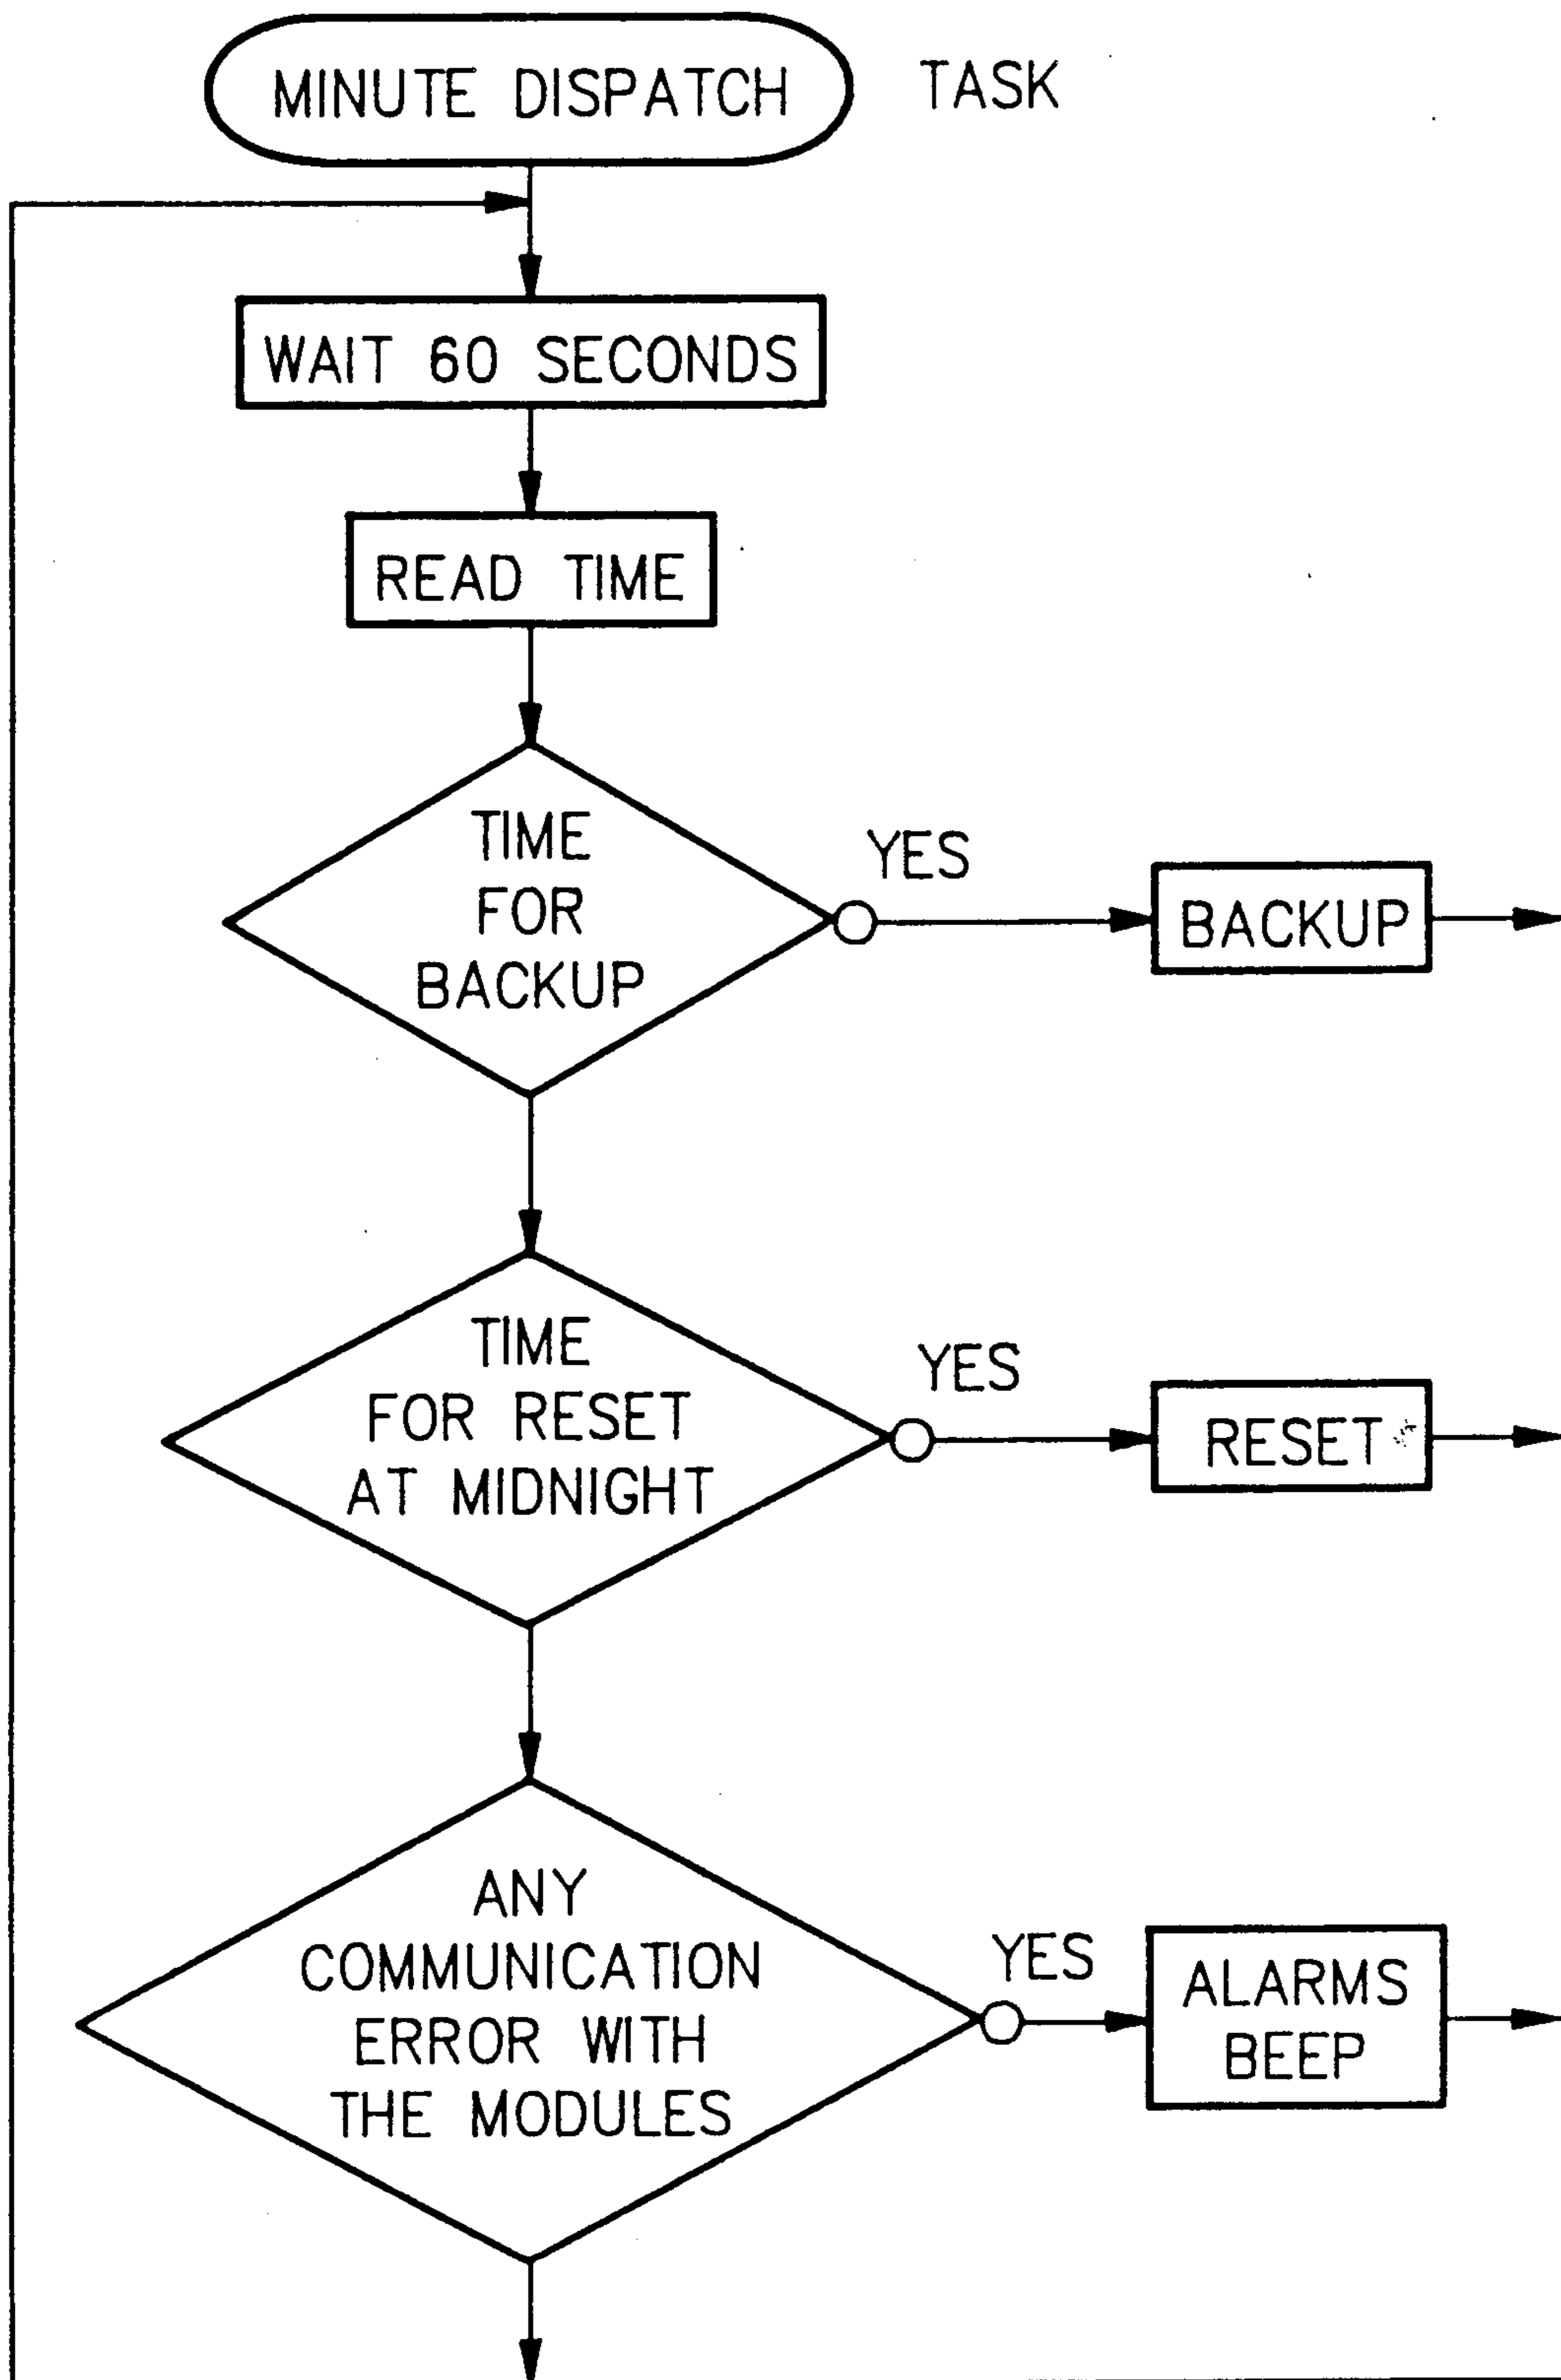 MINUTE DISPATCH
TASK
WAIT 60 SECONDS
READ TIME
TIME
FOR
BACKUP
YES
BACKUP
TIME
FOR RESET
AT MIDNIGHT
YES
RESET
ANY
COMMUNICATION
ERROR WITH
THE MODULES
YES
ALARMS
BEEP